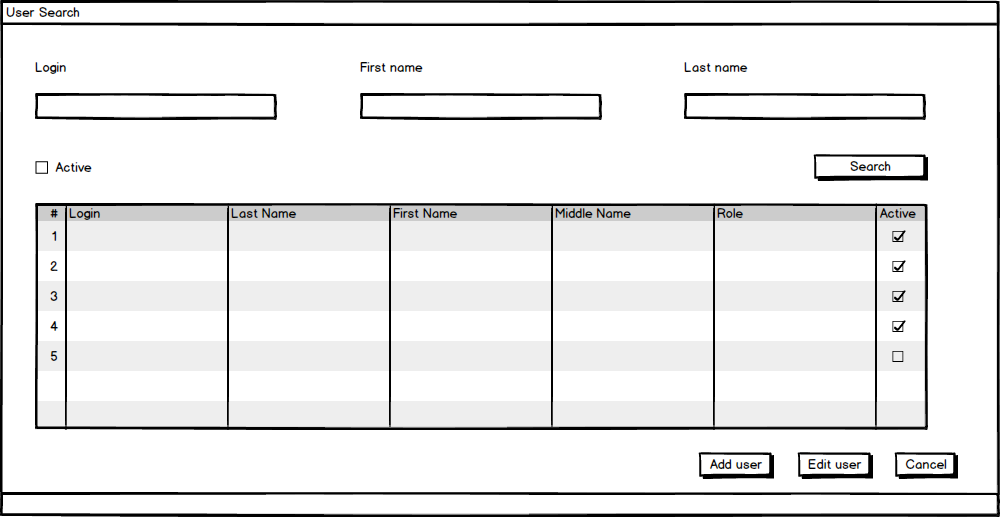 User Search
Login First name Last name
Active Search
# Login Last Name First Name Middle Name Role Active
1
2
3
4
5
Add user Edit user Cancel